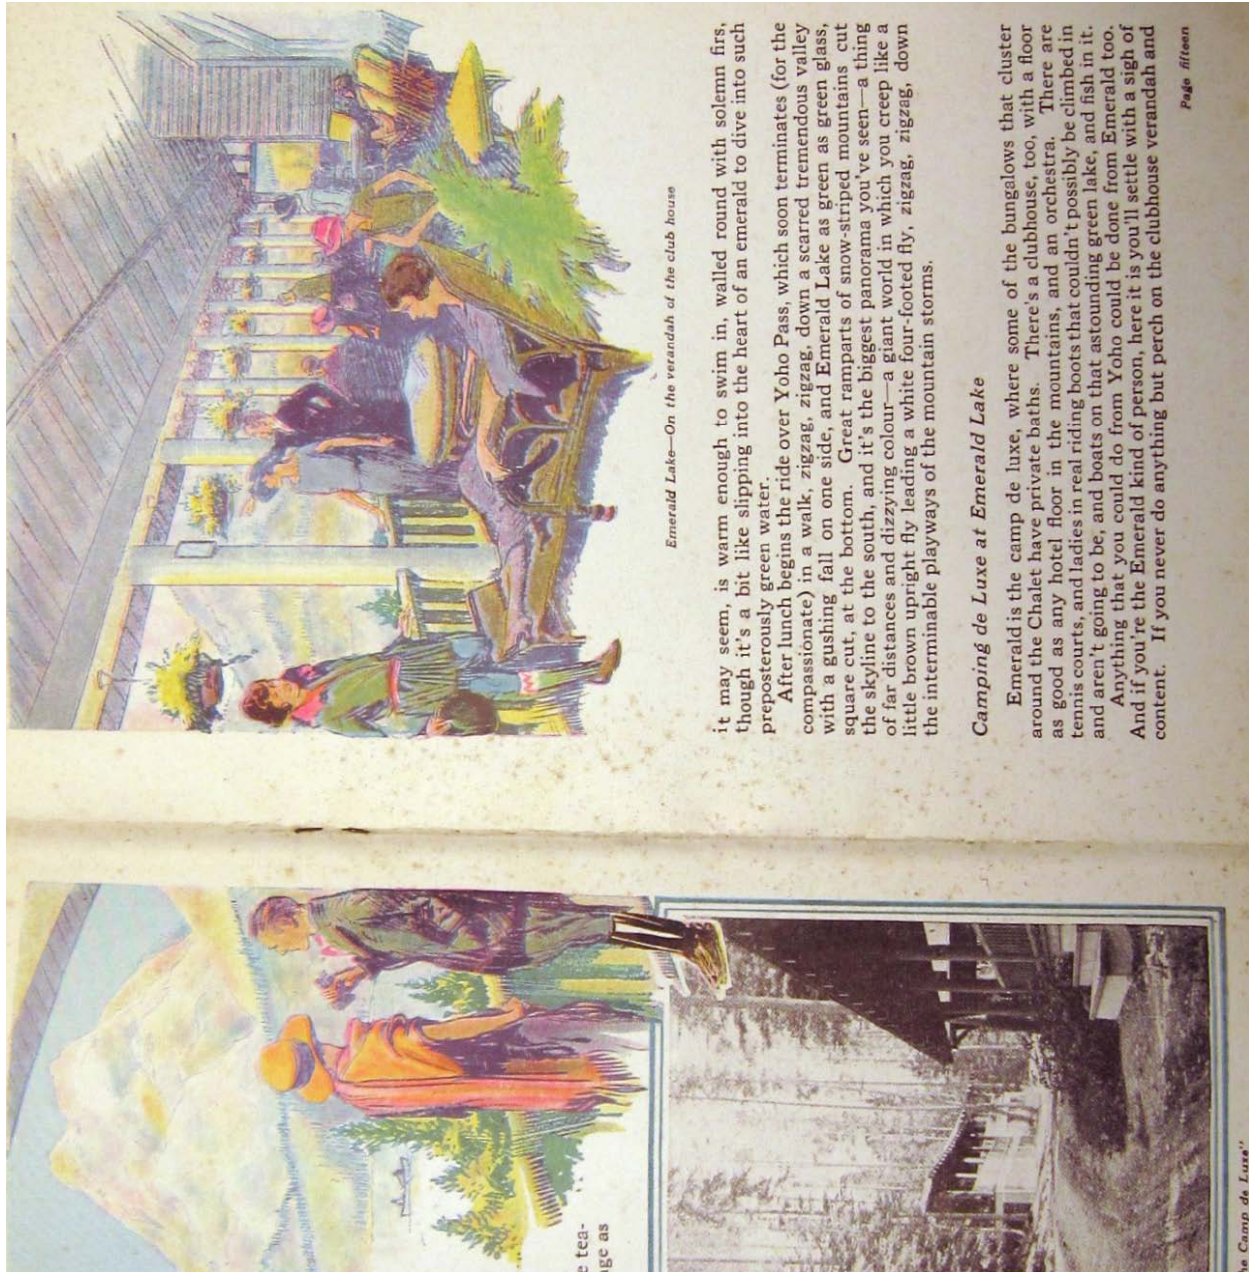 e tea-
ge as
he Camp de Luxe"
Emerald Lake—On the verandah of the club house
it may seem, is warm enough to swim in, walled round with solemn firs,
though it's a bit like slipping into the heart of an emerald to dive into such
preposterously green water.
After lunch begins the ride over Yoho Pass, which soon terminates (for the
compassionate) in a walk, zigzag, zigzag, down a scarred tremendous valley
with a gushing fall on one side, and Emerald Lake as green as green glass,
square cut, at the bottom. Great ramparts of snow-striped mountains cut
the skyline to the south, and it's the biggest panorama you've seen—a thing
of far distances and dizzying colour—a giant world in which you creep like a
little brown upright fly leading a white four-footed fly, zigzag, zigzag, down
the interminable playways of the mountain storms.
Camping de Luxe at Emerald Lake
Emerald is the camp de luxe, where some of the bungalows that cluster
around the Chalet have private baths. There's a clubhouse, too, with a floor
as good as any hotel floor in the mountains, and an orchestra. There are
tennis courts, and ladies in real riding boots that couldn't possibly be climbed in
and aren't going to be, and boats on that astounding green lake, and fish in it.
Anything that you could do from Yoho could be done from Emerald too.
And if you're the Emerald kind of person, here it is you'll settle with a sigh of
content. If you never do anything but perch on the clubhouse verandah and
Page fifteen